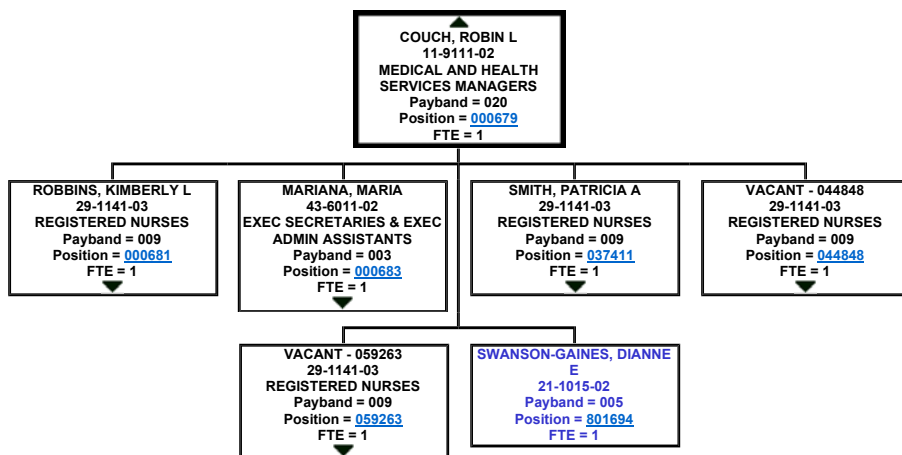 COUCH, ROBIN L
11-9111-02
MEDICAL AND HEALTH
SERVICES MANAGERS
Payband = 020
Position = 000679
FTE = 1
ROBBINS, KIMBERLY L
29-1141-03
REGISTERED NURSES
Payband = 009
Position = 000681
FTE = 1
MARIANA, MARIA
43-6011-02
EXEC SECRETARIES & EXEC
ADMIN ASSISTANTS
Payband = 003
Position = 000683
FTE = 1
SMITH, PATRICIA A
29-1141-03
REGISTERED NURSES
Payband = 009
Position = 037411
FTE = 1
VACANT - 044848
29-1141-03
REGISTERED NURSES
Payband = 009
Position = 044848
FTE = 1
VACANT - 059263
29-1141-03
REGISTERED NURSES
Payband = 009
Position = 059263
FTE = 1
SWANSON-GAINES, DIANNE
E
21-1015-02
Payband = 005
Position = 801694
FTE = 1